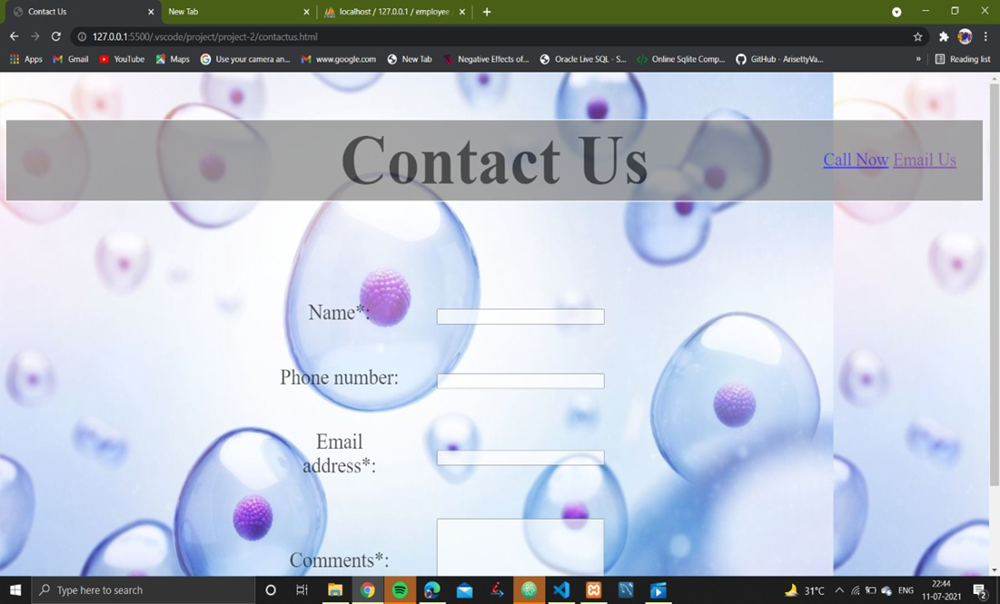 Contact Us
New Tab
localhost / 127.0.0.1 / employee
127.0.0.1:5500/.vscode/project/project-2/contactus.html
Apps Gmail YouTube Maps Use your camera an... www.google.com New Tab Negative Effects of... Oracle Live SQL - S... Online Sqlite Comp... GitHub - ArisettyVa... » Reading list
Contact Us
Call Now Email Us
Name*:
Phone number:
Email
address*:
Comments*:
Type here to search
31°C ENG
22:44
11-07-2021
2